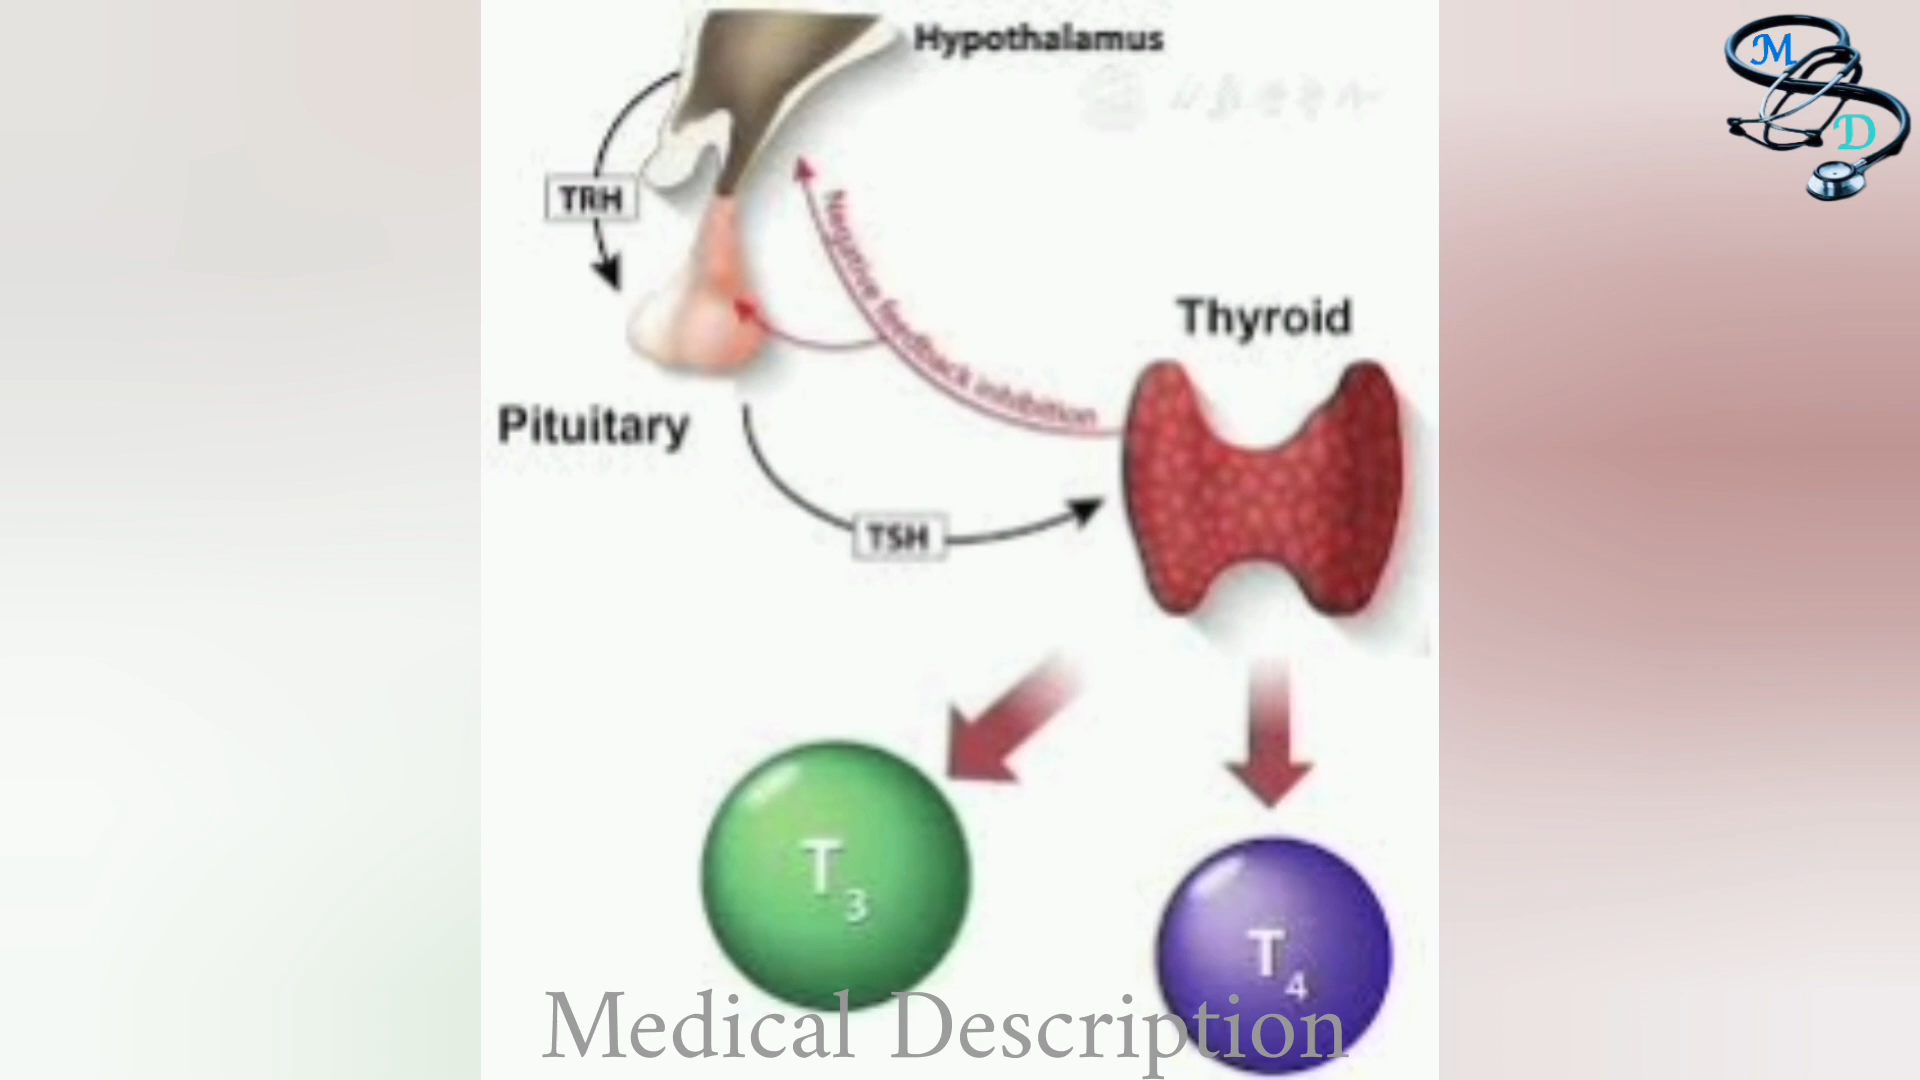 Hypothalamus
M
D
TRH
Negative feedback inhibition
Thyroid
Pituitary
TSH
T3
T4
Medical Description